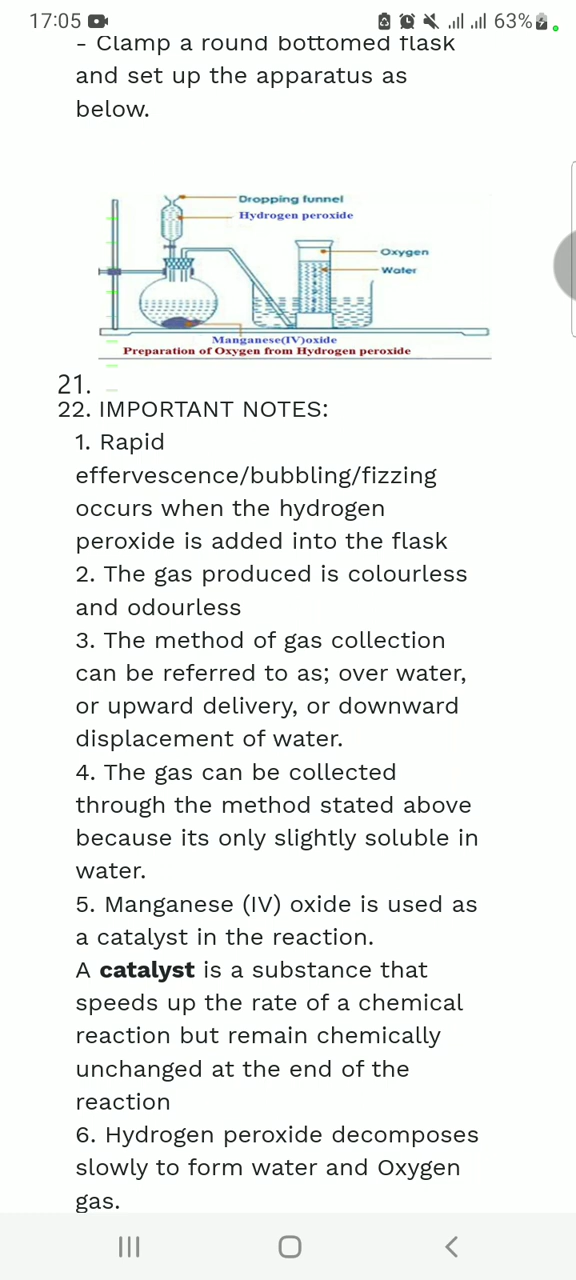 17:05
63%
- Clamp a round bottomed flask
and set up the apparatus as
below.
Dropping funnel
Hydrogen peroxide
Oxygen
Water
Manganese(IV)oxide
Preparation of Oxygen from Hydrogen peroxide
21.
22. IMPORTANT NOTES:
1. Rapid
effervescence/bubbling/fizzing
occurs when the hydrogen
peroxide is added into the flask
2. The gas produced is colourless
and odourless
3. The method of gas collection
can be referred to as; over water,
or upward delivery, or downward
displacement of water.
4. The gas can be collected
through the method stated above
because its only slightly soluble in
water.
5. Manganese (IV) oxide is used as
a catalyst in the reaction.
A catalyst is a substance that
speeds up the rate of a chemical
reaction but remain chemically
unchanged at the end of the
reaction
6. Hydrogen peroxide decomposes
slowly to form water and Oxygen
gas.